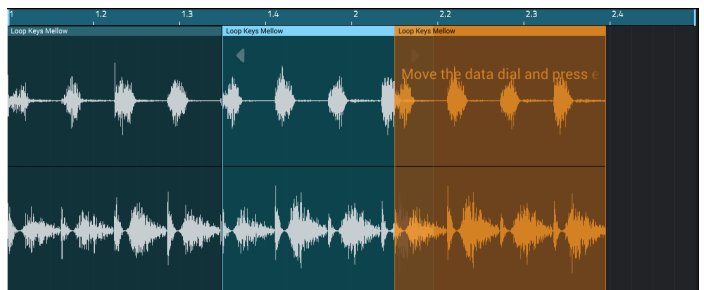 1 1.2 1.3 1.4 2 2.2 2.3 2.4
Loop Keys Mellow Loop Keys Mellow Loop Keys Mellow
Move the data dial and press e